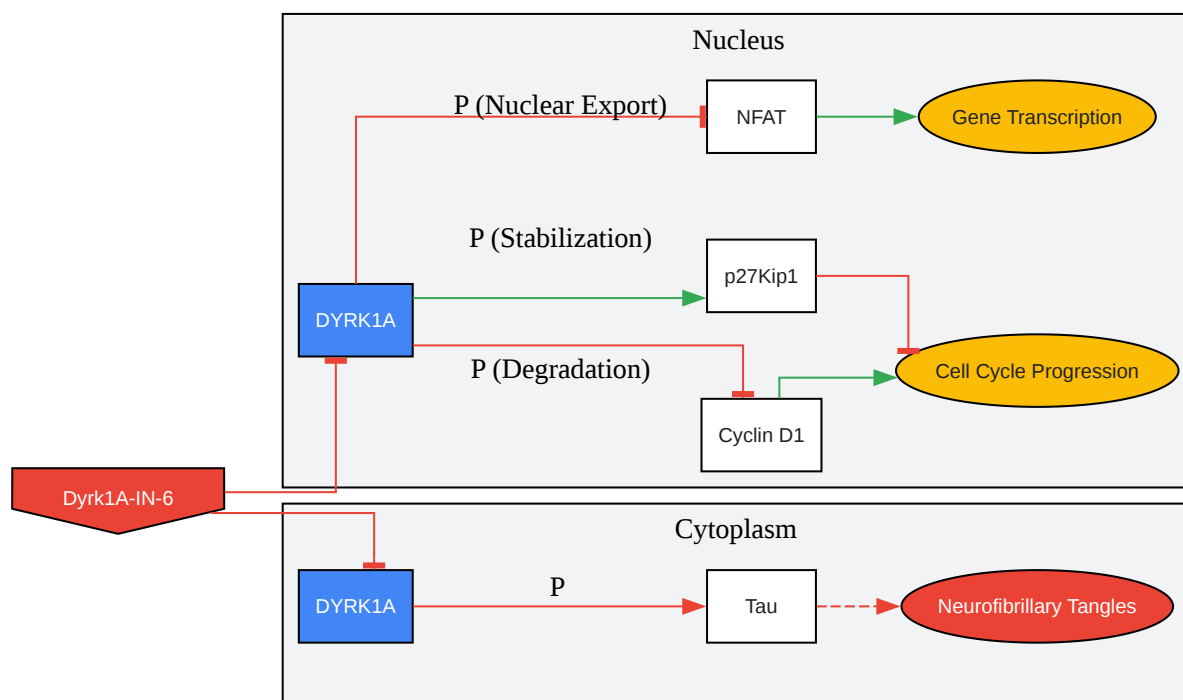 Nucleus
P (Nuclear Export)
NFAT
Gene Transcription
P (Stabilization)
p27Kip1
DYRK1A
P (Degradation)
Cell Cycle Progression
Cyclin D1
Dyrk1A-IN-6
Cytoplasm
P
DYRK1A
Tau
Neurofibrillary Tangles